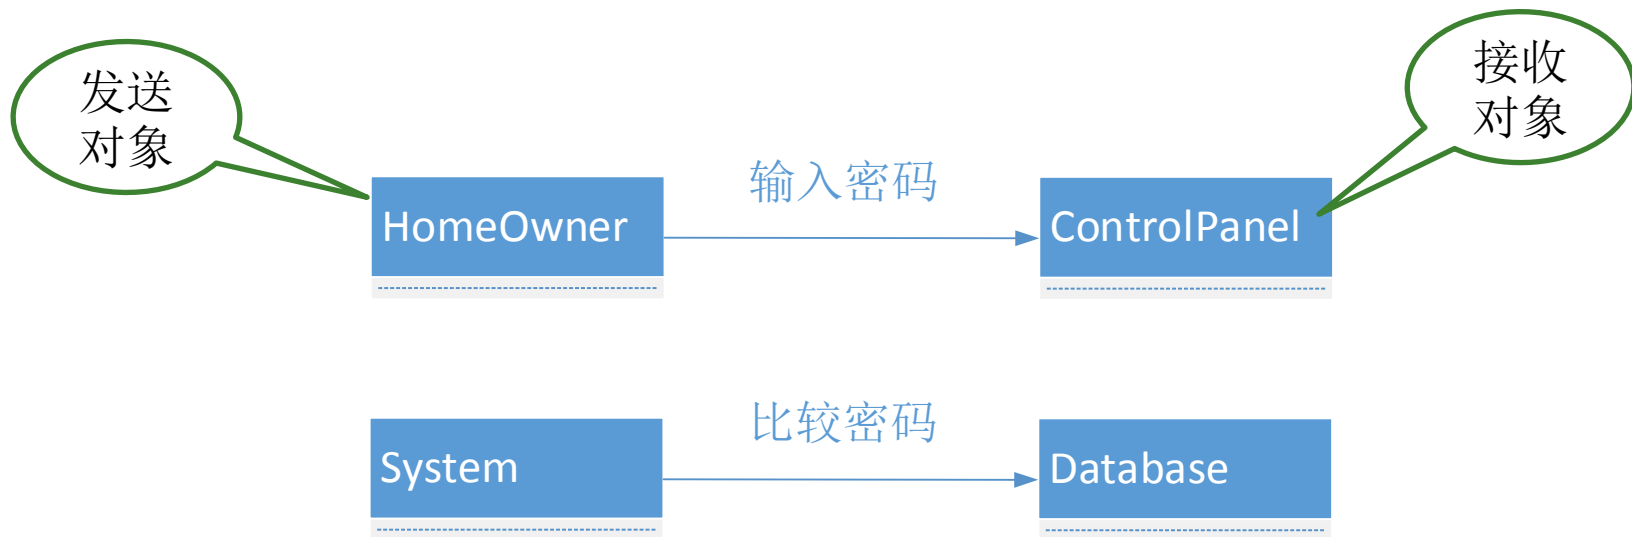 发送
对象
接收
对象
输入密码
HomeOwner
ControlPanel
比较密码
System
Database